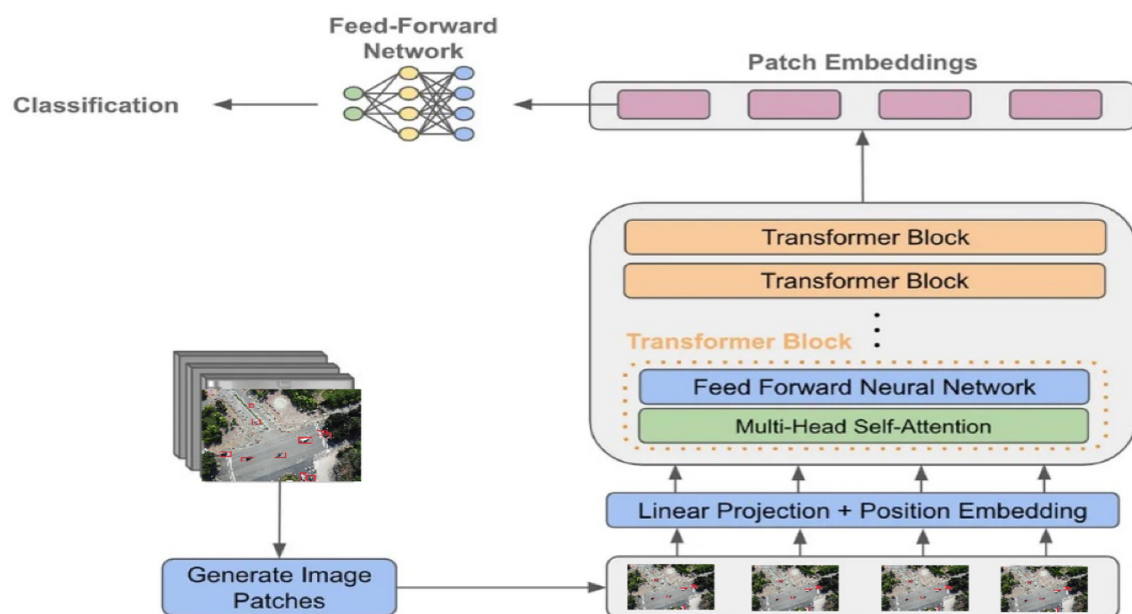 Feed-Forward
Network
Patch Embeddings
Classification
Transformer Block
Transformer Block
Transformer Block
Feed Forward Neural Network
Multi-Head Self-Attention
Linear Projection + Position Embedding
Generate Image
Patches